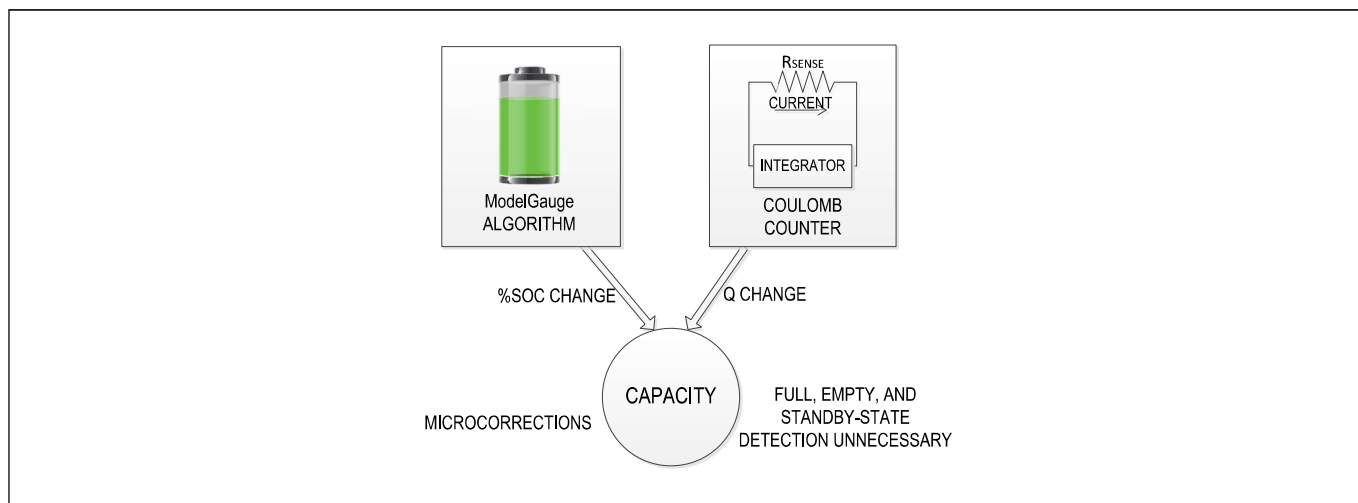 RSENSE
CURRENT
INTEGRATOR
ModelGauge
ALGORITHM
COULOMB
COUNTER
%SOC CHANGE
Q CHANGE
CAPACITY
MICROCORRECTIONS
FULL, EMPTY, AND
STANDBY-STATE
DETECTION UNNECESSARY